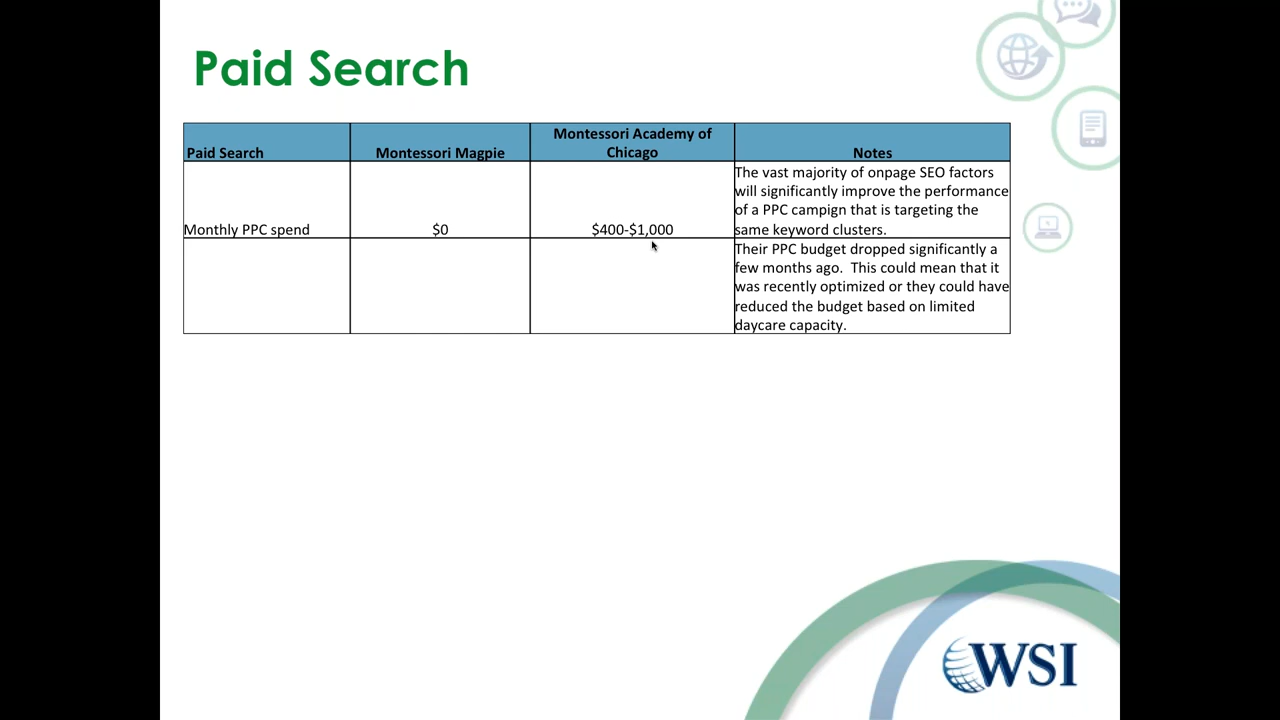 Paid Search
Paid Search
Montessori Magpie
Montessori Academy of
Chicago
Notes
Monthly PPC spend
$0
$400-$1,000
The vast majority of onpage SEO factors
will significantly improve the performance
of a PPC campign that is targeting the
same keyword clusters.
Their PPC budget dropped significantly a
few months ago.  This could mean that it
was recently optimized or they could have
reduced the budget based on limited
daycare capacity.
WSI